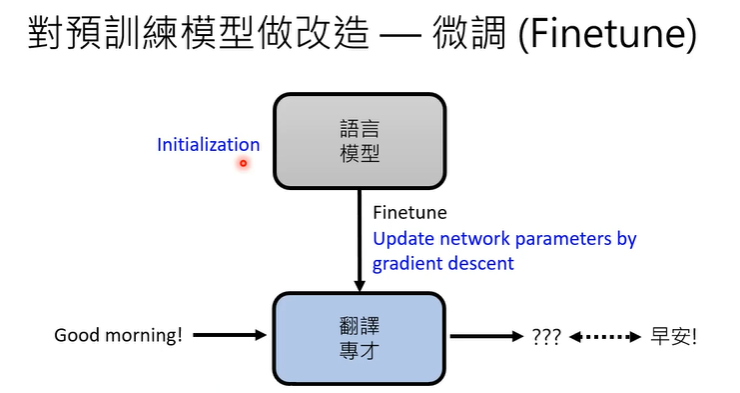 對預訓練模型做改造 — 微調 (Finetune)
Initialization
語言
模型
Finetune
Update network parameters by
gradient descent
Good morning!
翻譯
專才
???
早安!